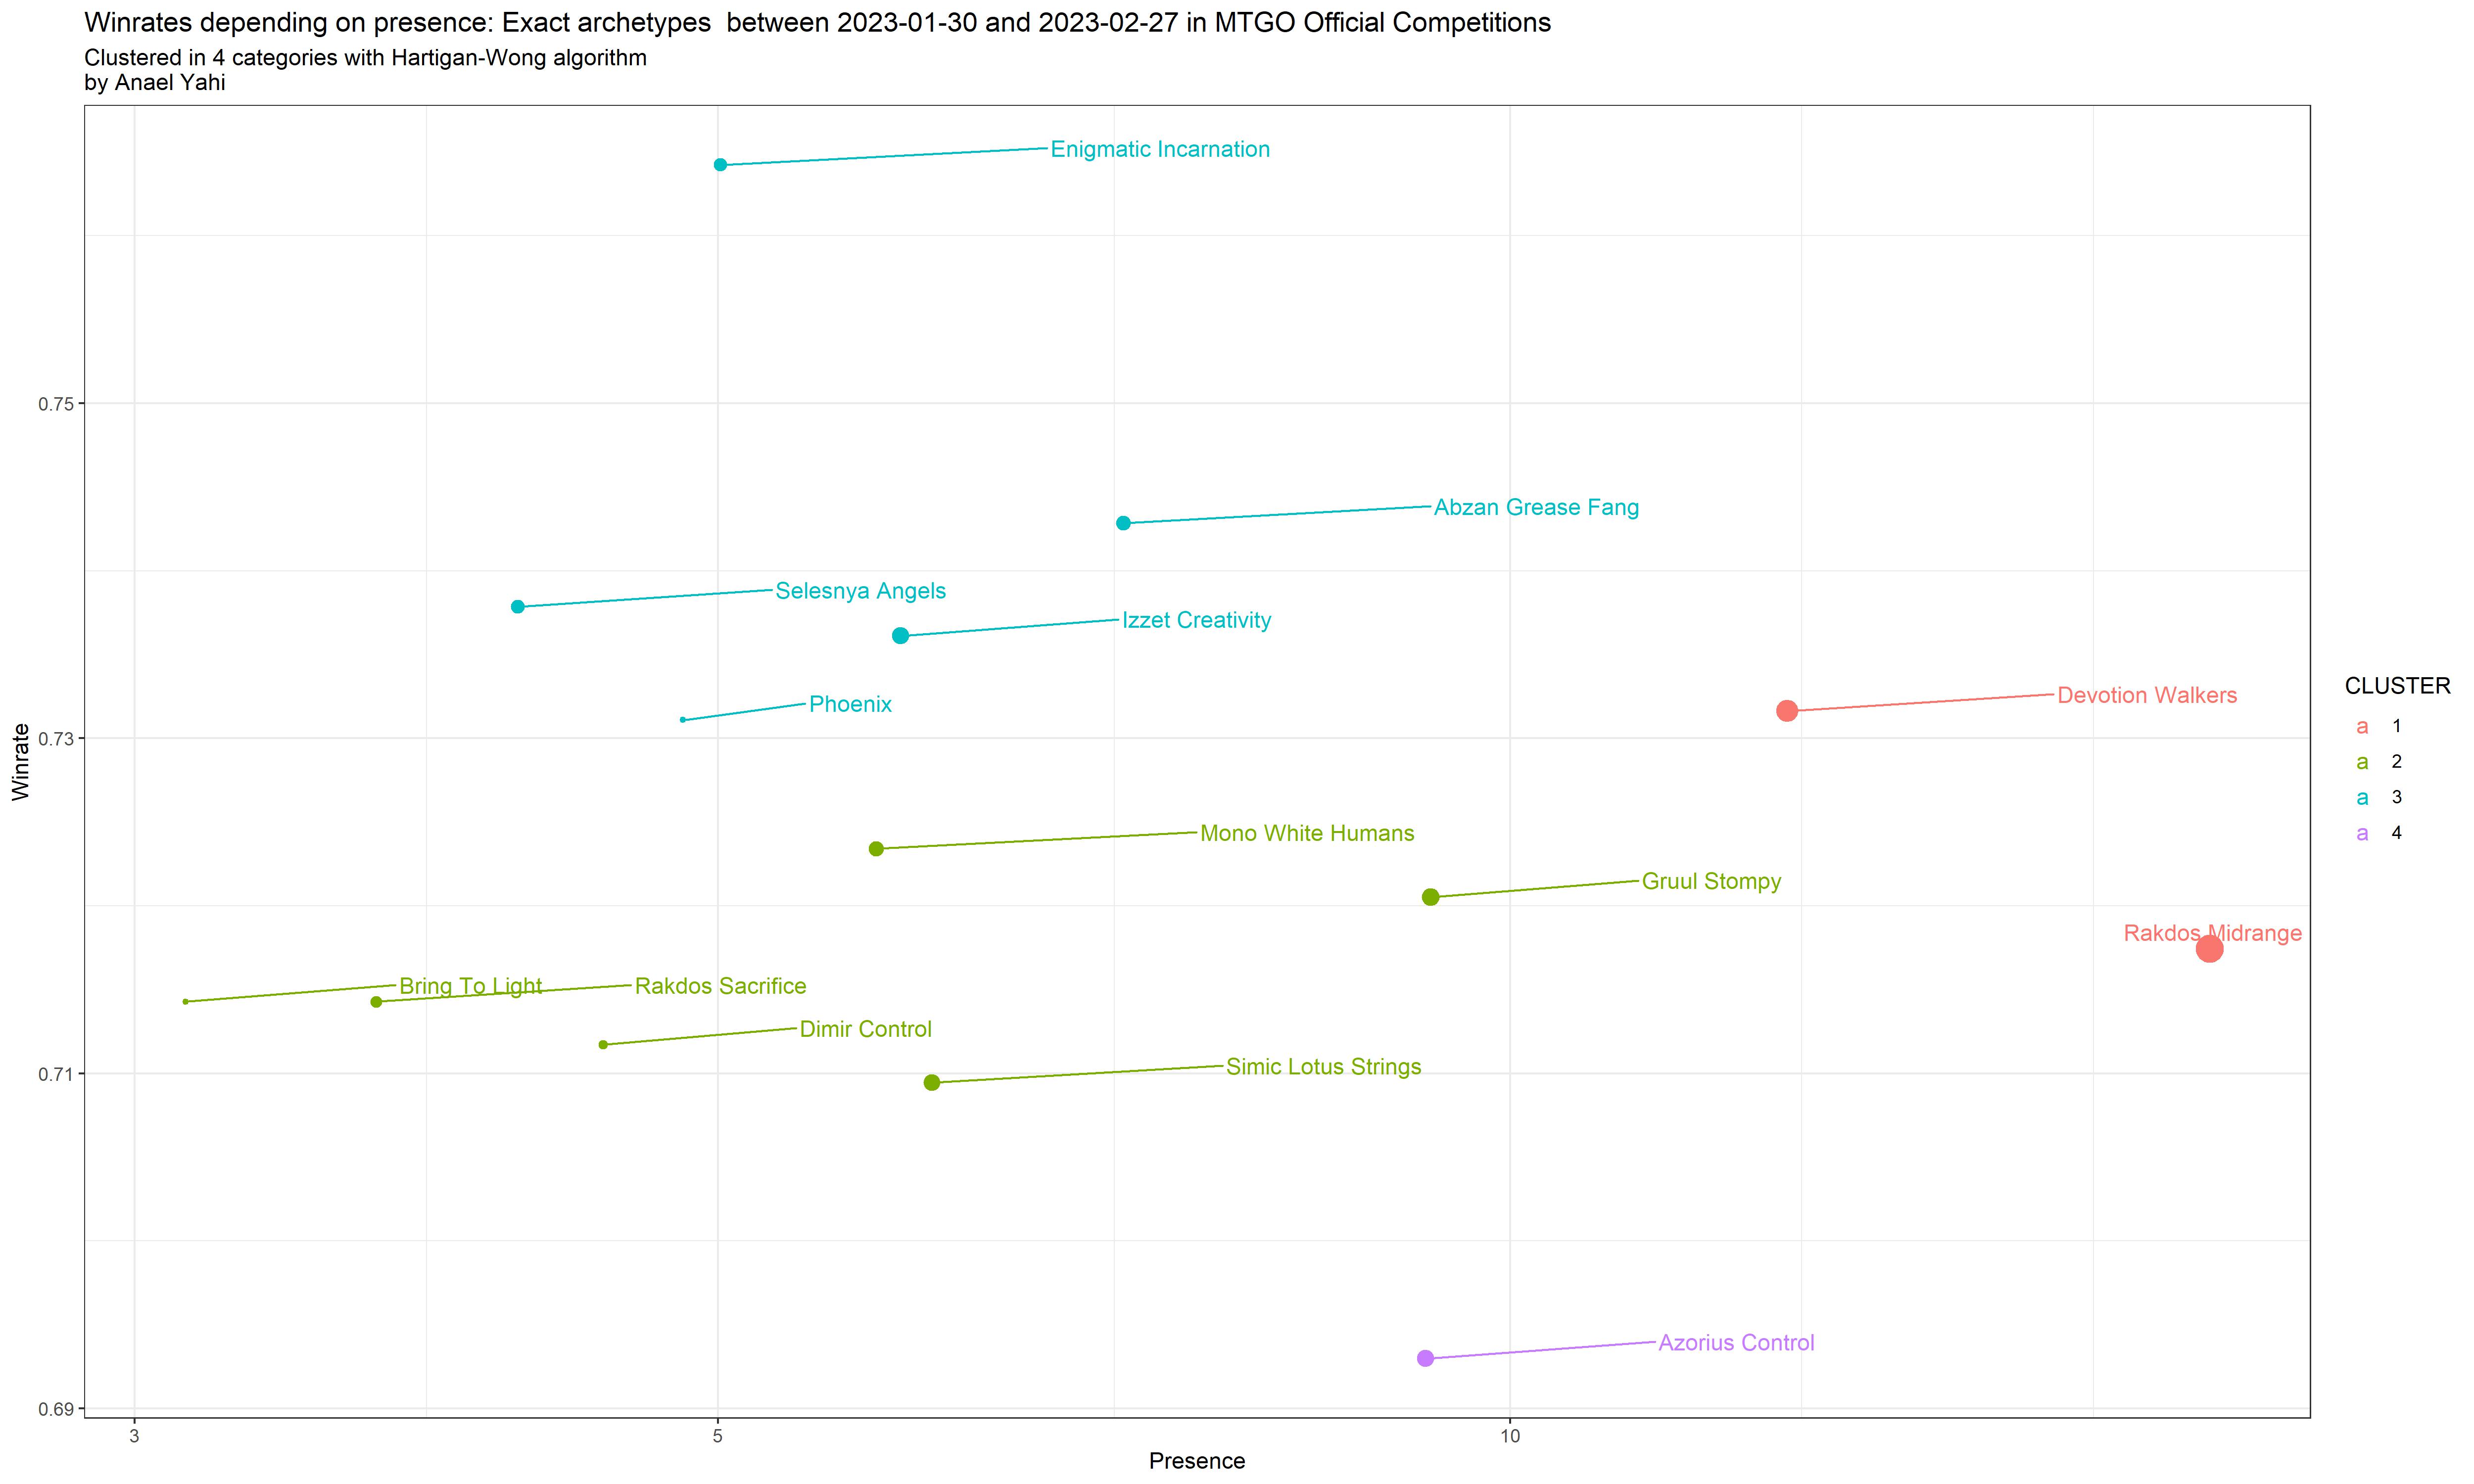 Winrates depending on presence: Exact archetypes  between 2023-01-30 and 2023-02-27 in MTGO Official Competitions
Clustered in 4 categories with Hartigan-Wong algorithm
by Anael Yahi
Enigmatic Incarnation
0.75
Abzan Grease Fang
Selesnya Angels
Izzet Creativity
Phoenix
Devotion Walkers
0.73
Winrate
Mono White Humans
Gruul Stompy
Rakdos Midrange
Bring To Light
Rakdos Sacrifice
Dimir Control
Simic Lotus Strings
0.71
Azorius Control
0.69
3
5
10
Presence
CLUSTER
a 1
a 2
a 3
a 4